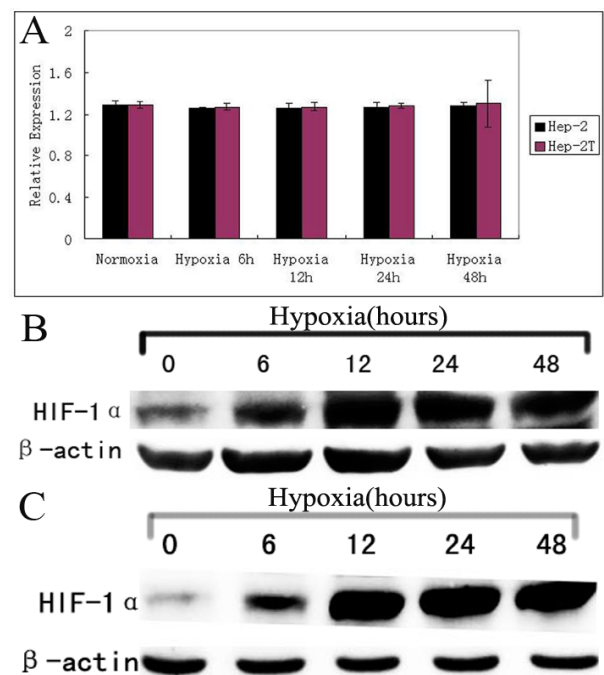 A
2
1.6
1.2
0.8
0.4
0
Relative Expression
Normoxia
Hypoxia 6h
Hypoxia
12h
Hypoxia
24h
Hypoxia
48h
Hep-2
Hep-2T
B
Hypoxia(hours)
0 6 12 24 48
HIF-1 α
β-actin
C
Hypoxia(hours)
0 6 12 24 48
HIF-1 α
β-actin